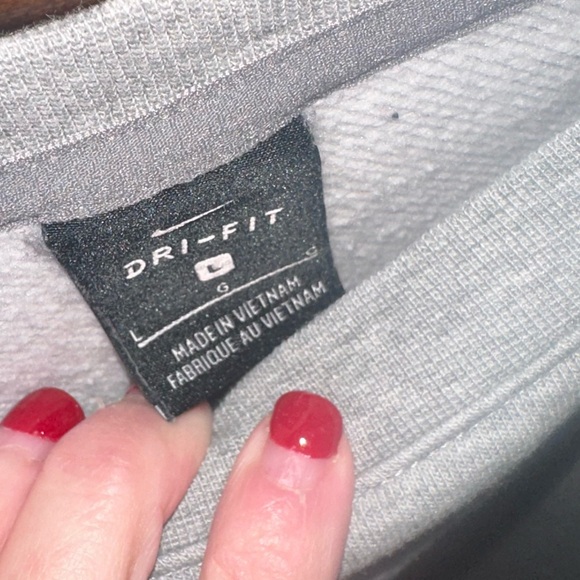 DRI-FIT
L
L G G
MADE IN VIETNAM
FABRIQUE AU VIETNAM